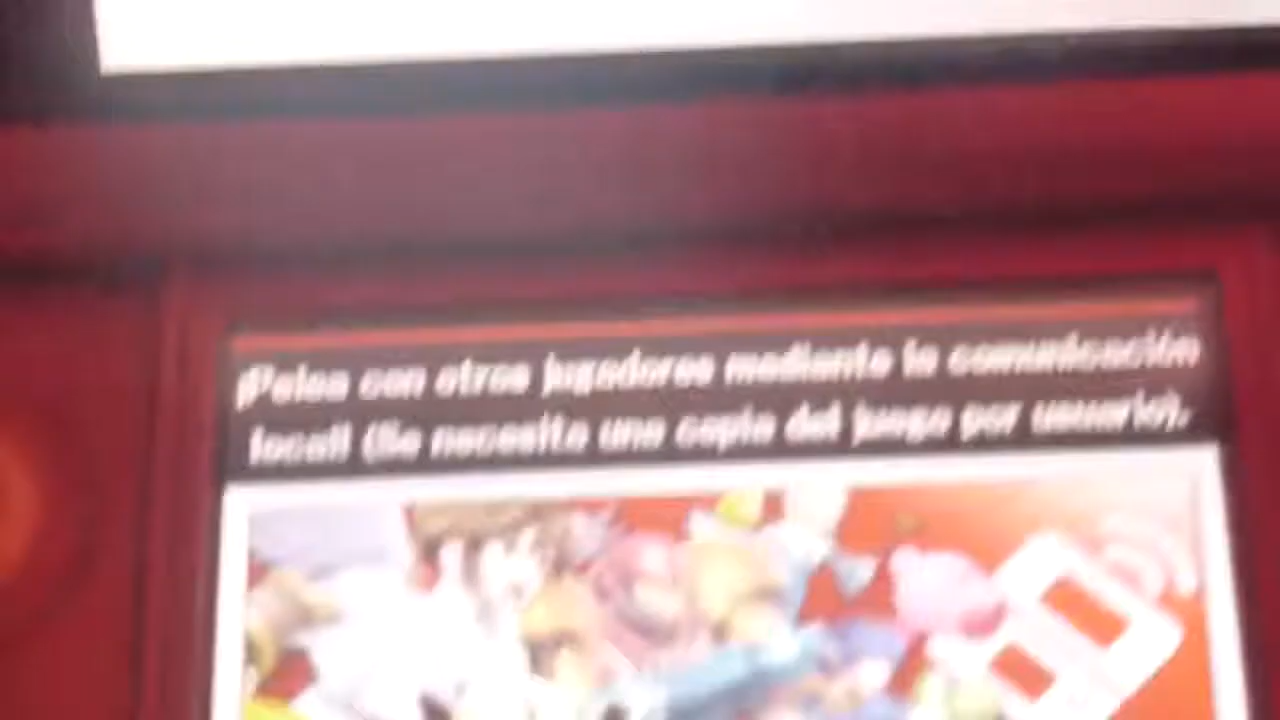 ¡Pelea con otros jugadores mediante la comunicación
local! (Se necesita una copia del juego por usuario).